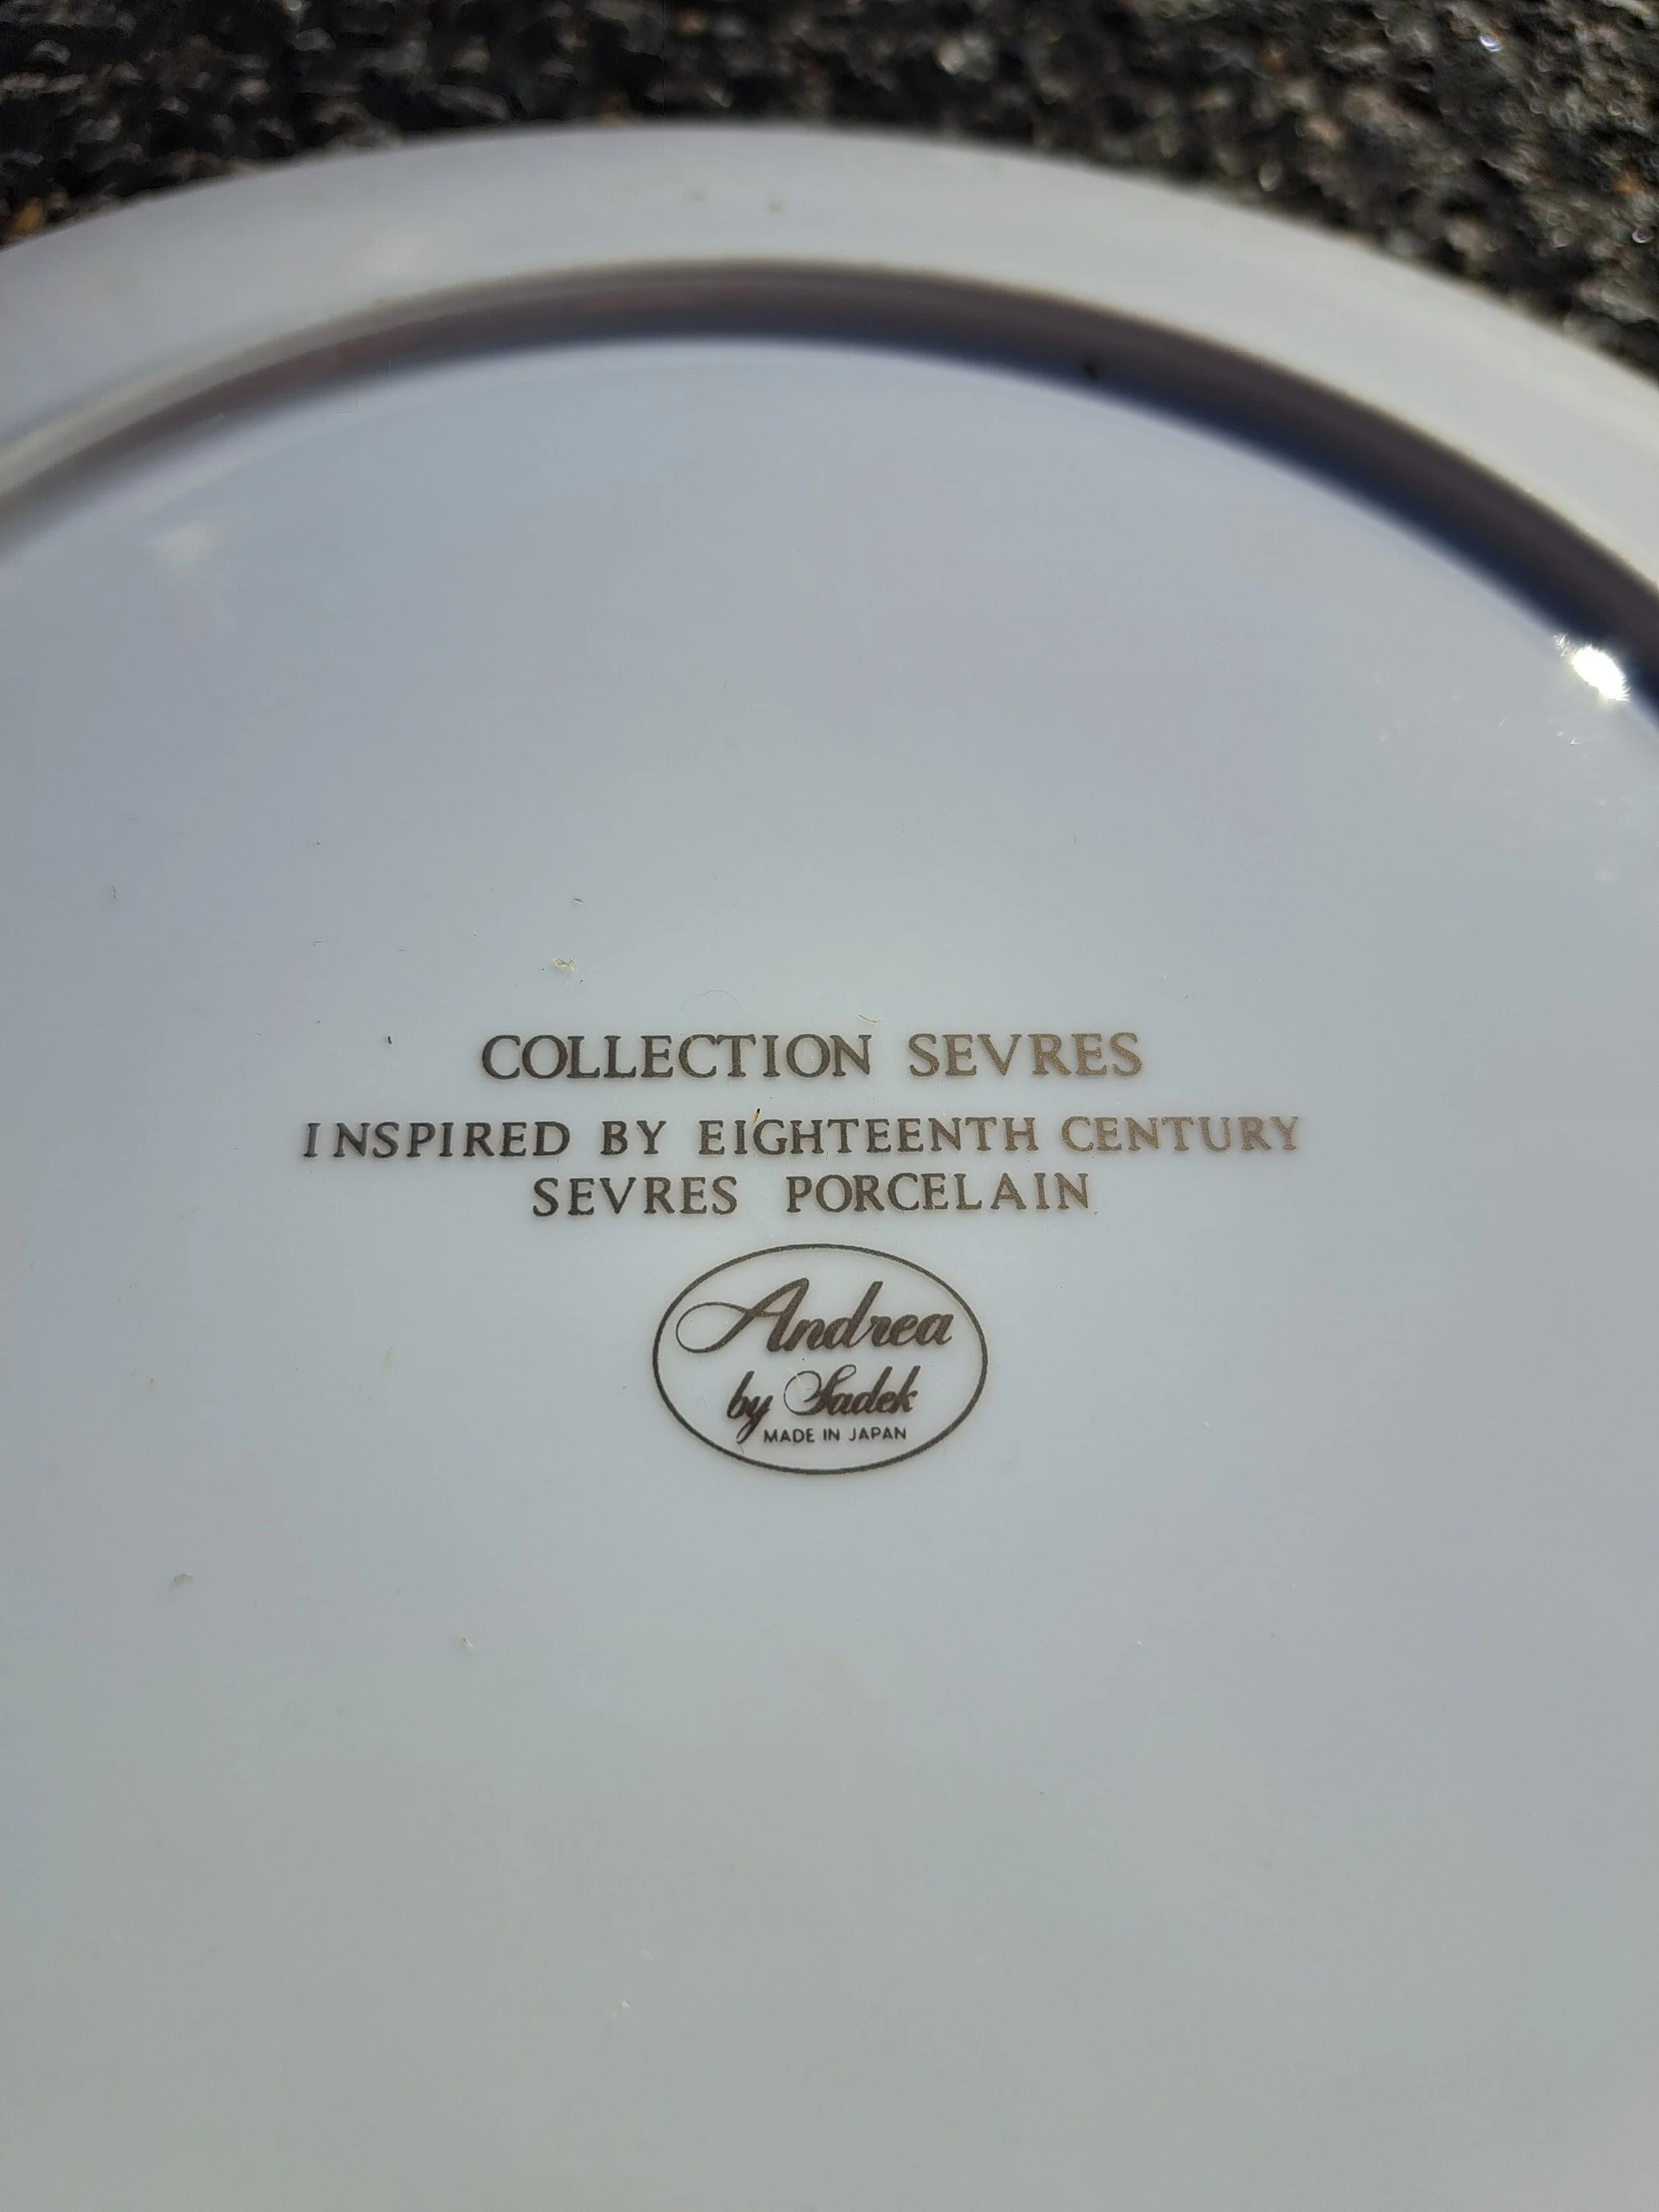 COLLECTION SEVRES
INSPIRED BY EIGHTEENTH CENTURY
SEVRES PORCELAIN
Andrea
by Sadek
MADE IN JAPAN